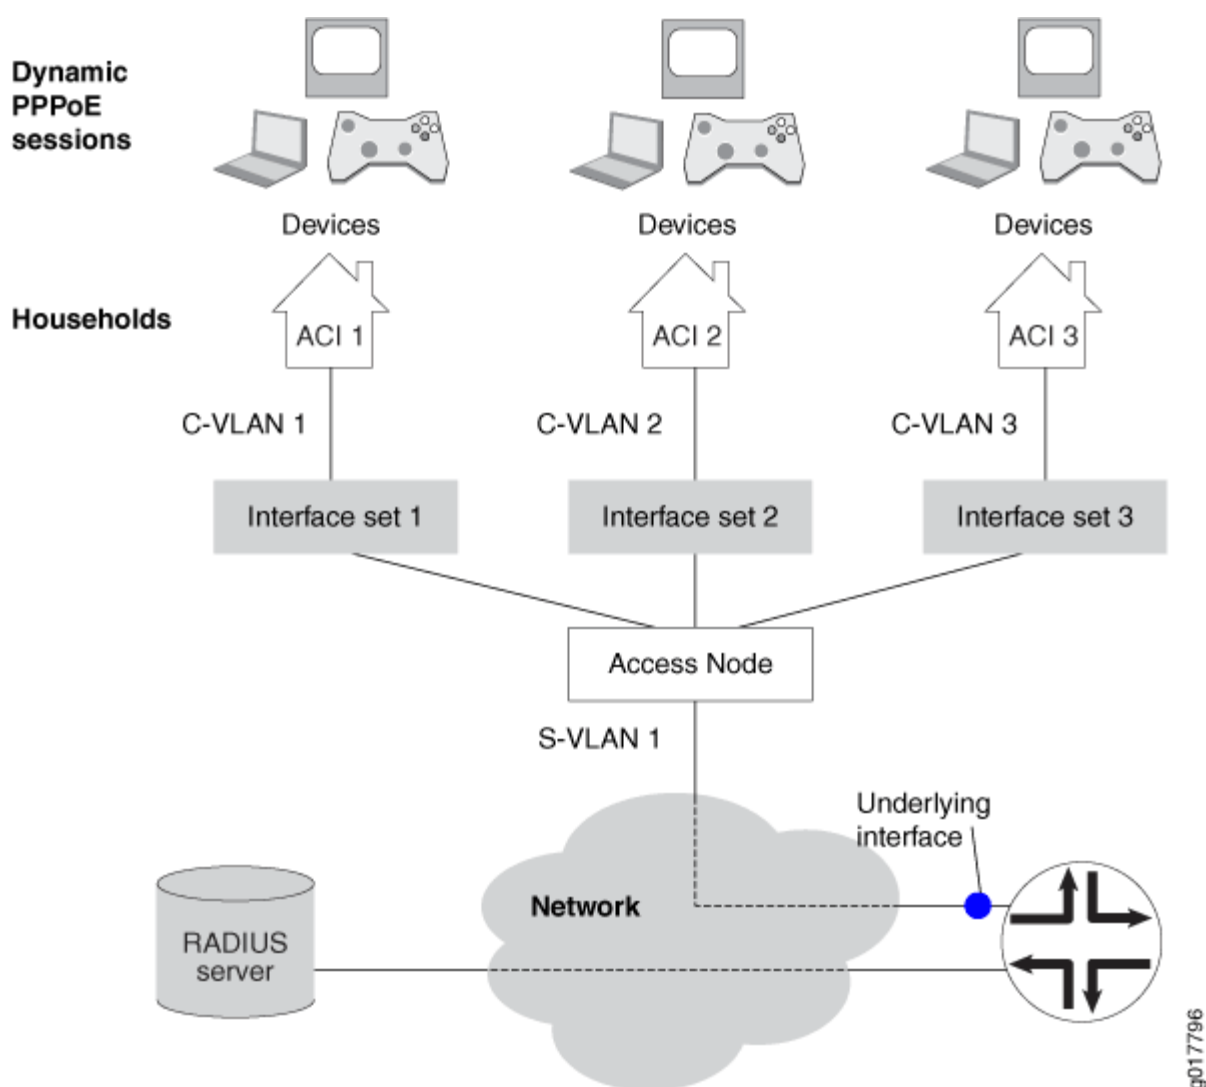 Dynamic
PPPoE
sessions
Devices
Devices
Devices
Households
ACI 1
ACI 2
ACI 3
C-VLAN 1
C-VLAN 2
C-VLAN 3
Interface set 1
Interface set 2
Interface set 3
Access Node
S-VLAN 1
Underlying
interface
Network
RADIUS
server
g017796